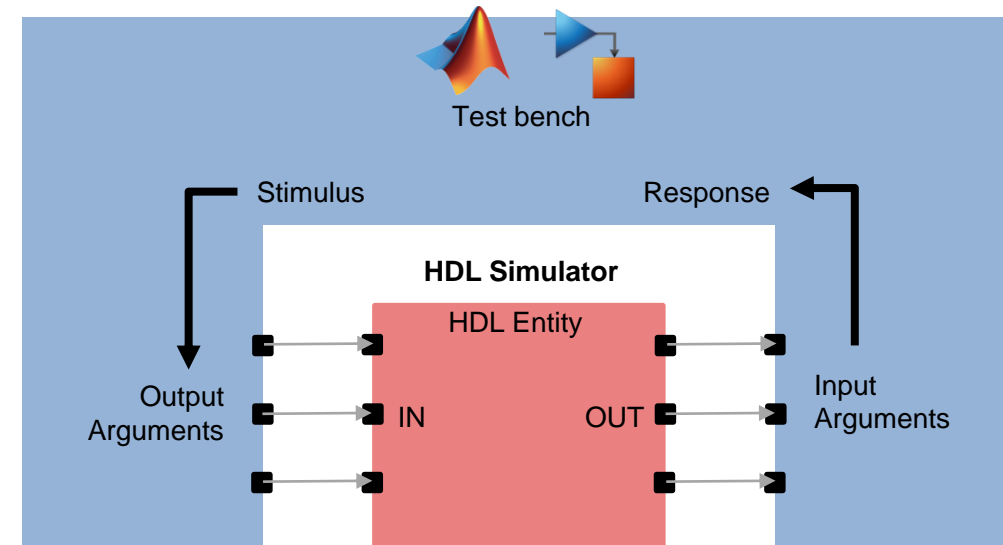 Test bench
Stimulus
Response
HDL Simulator
HDL Entity
Output
Arguments
IN
OUT
Input
Arguments